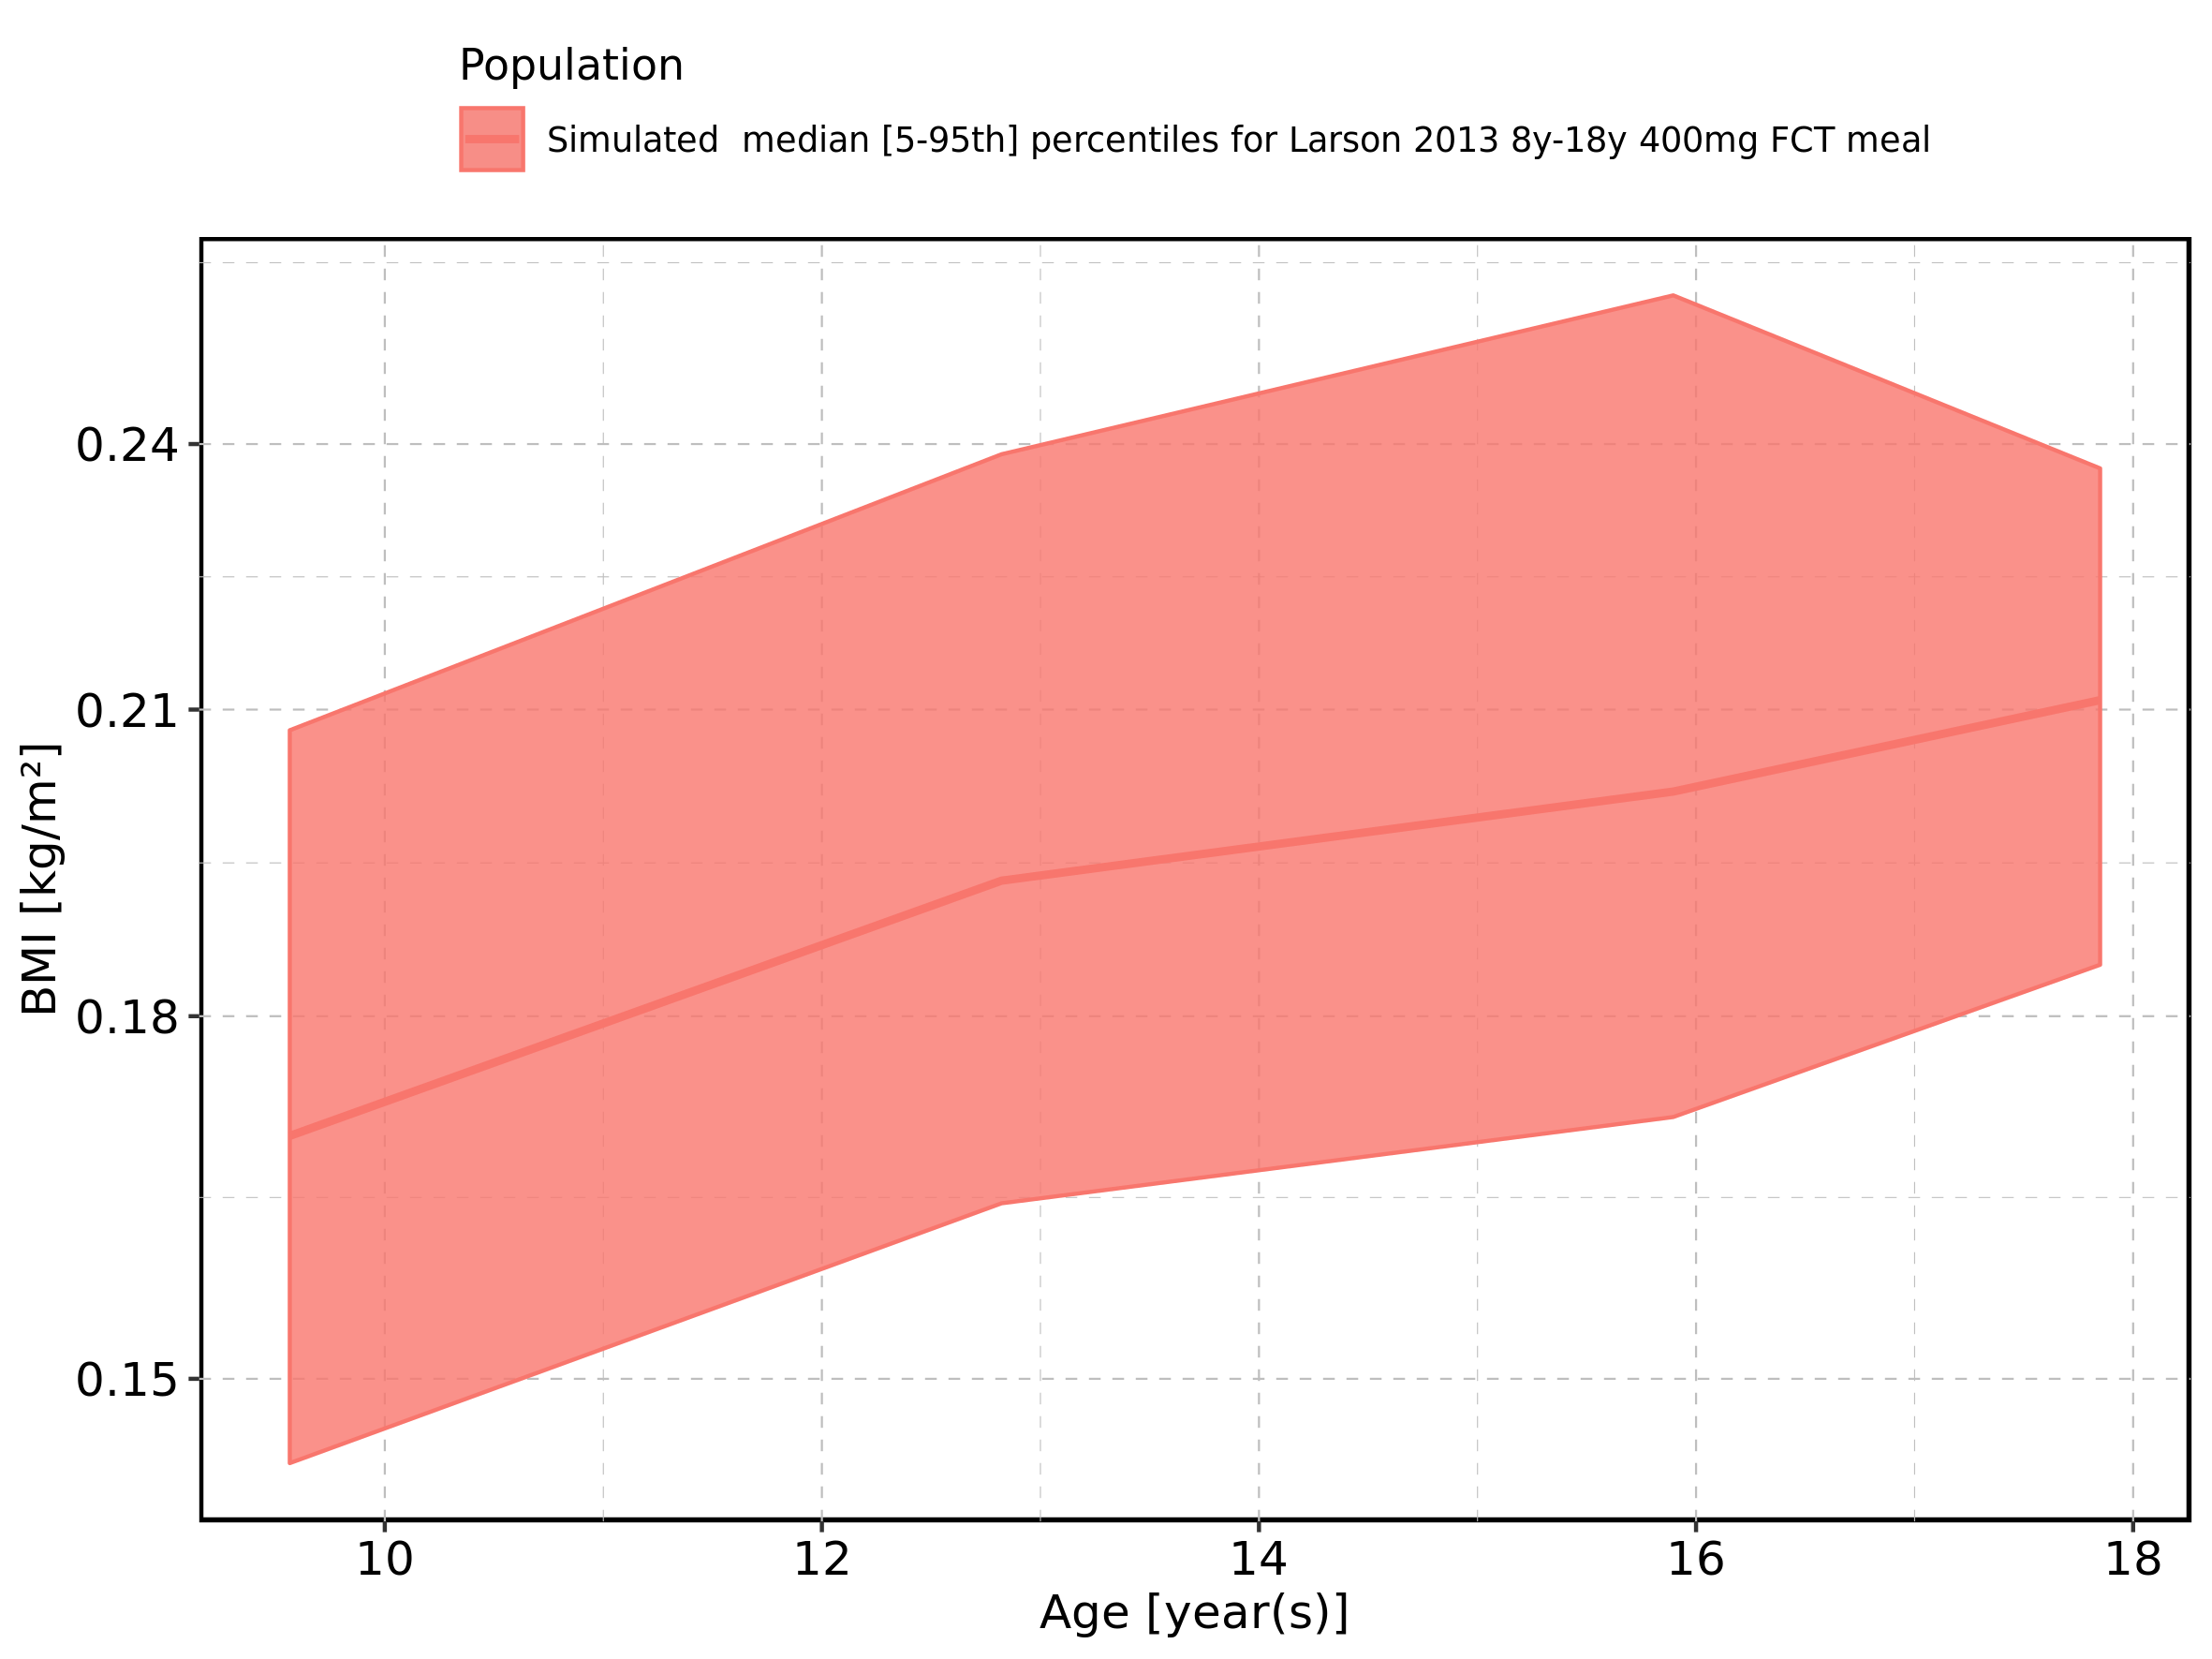 Population
Simulated  median [5-95th] percentiles for Larson 2013 8y-18y 400mg FCT meal
BMI [kg/m²]
0.24
0.21
0.18
0.15
10 12 14 16 18
Age [year(s)]